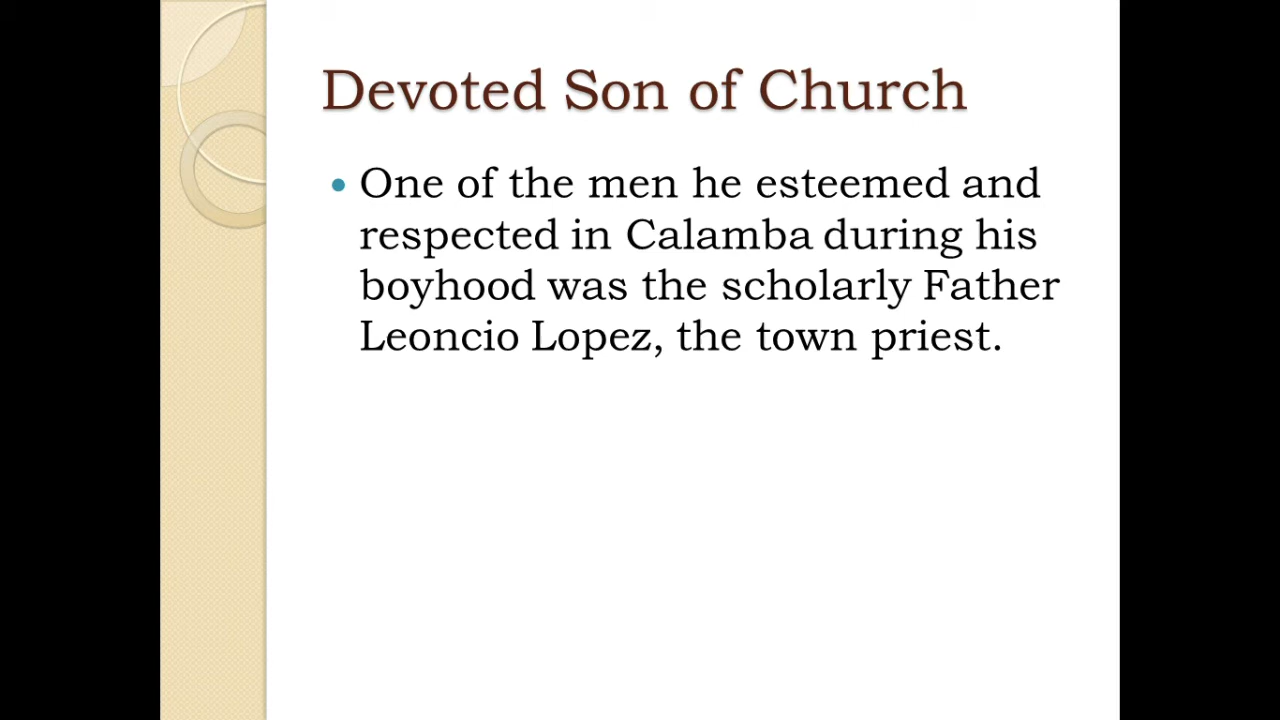 Devoted Son of Church
• One of the men he esteemed and
respected in Calamba during his
boyhood was the scholarly Father
Leoncio Lopez, the town priest.